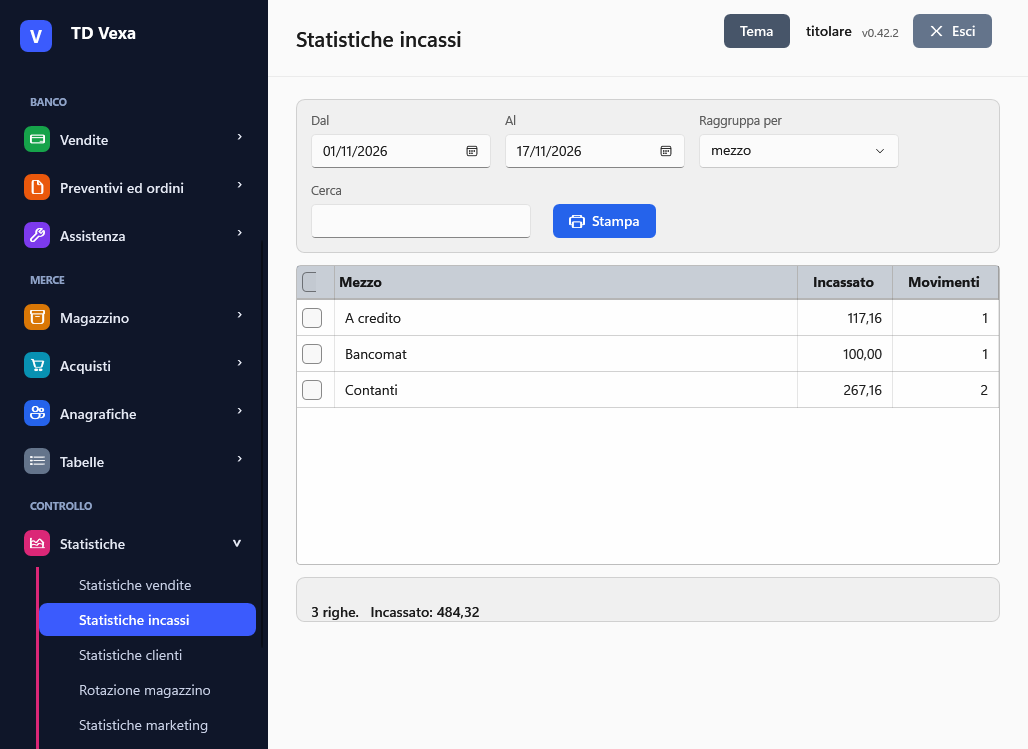 V TD Vexa
BANCO
Vendite
Preventivi ed ordini
Assistenza
MERCE
Magazzino
Acquisti
Anagrafiche
Tabelle
CONTROLLO
Statistiche
Statistiche vendite
Statistiche incassi
Statistiche clienti
Rotazione magazzino
Statistiche marketing
Statistiche incassi
Tema titolare v0.42.2 Esci
Dal Al Raggruppa per
01/11/2026 17/11/2026 mezzo
Cerca
Stampa
Mezzo Incassato Movimenti
A credito 117,16 1
Bancomat 100,00 1
Contanti 267,16 2
3 righe. Incassato: 484,32